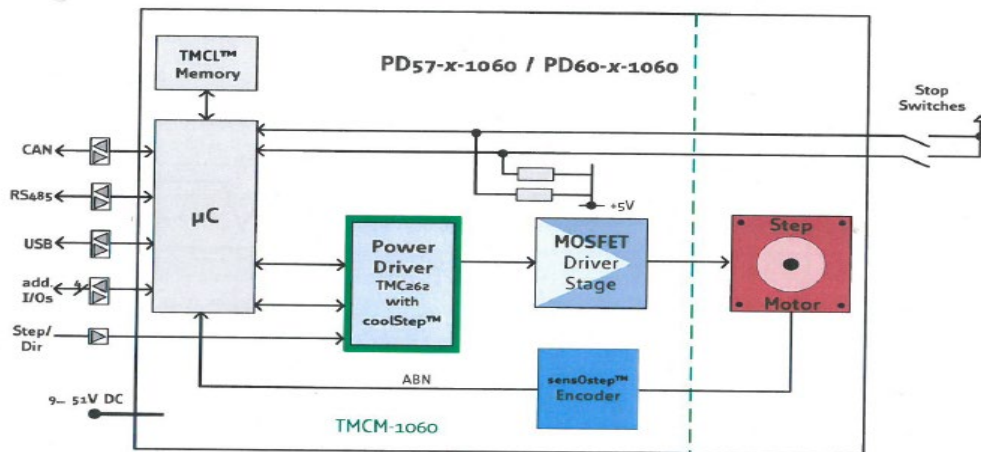 TMCL™
Memory
PD57-x-1060 / PD60-x-1060
Stop
Switches
CAN
RS485
USB
add.
I/Os
4
Step/
Dir
µC
+5V
Power
Driver
TMC262
with
coolStep™
MOSFET
Driver
Stage
Step
Motor
ABN
sensOstep™
Encoder
9... 51V DC
TMCM-1060